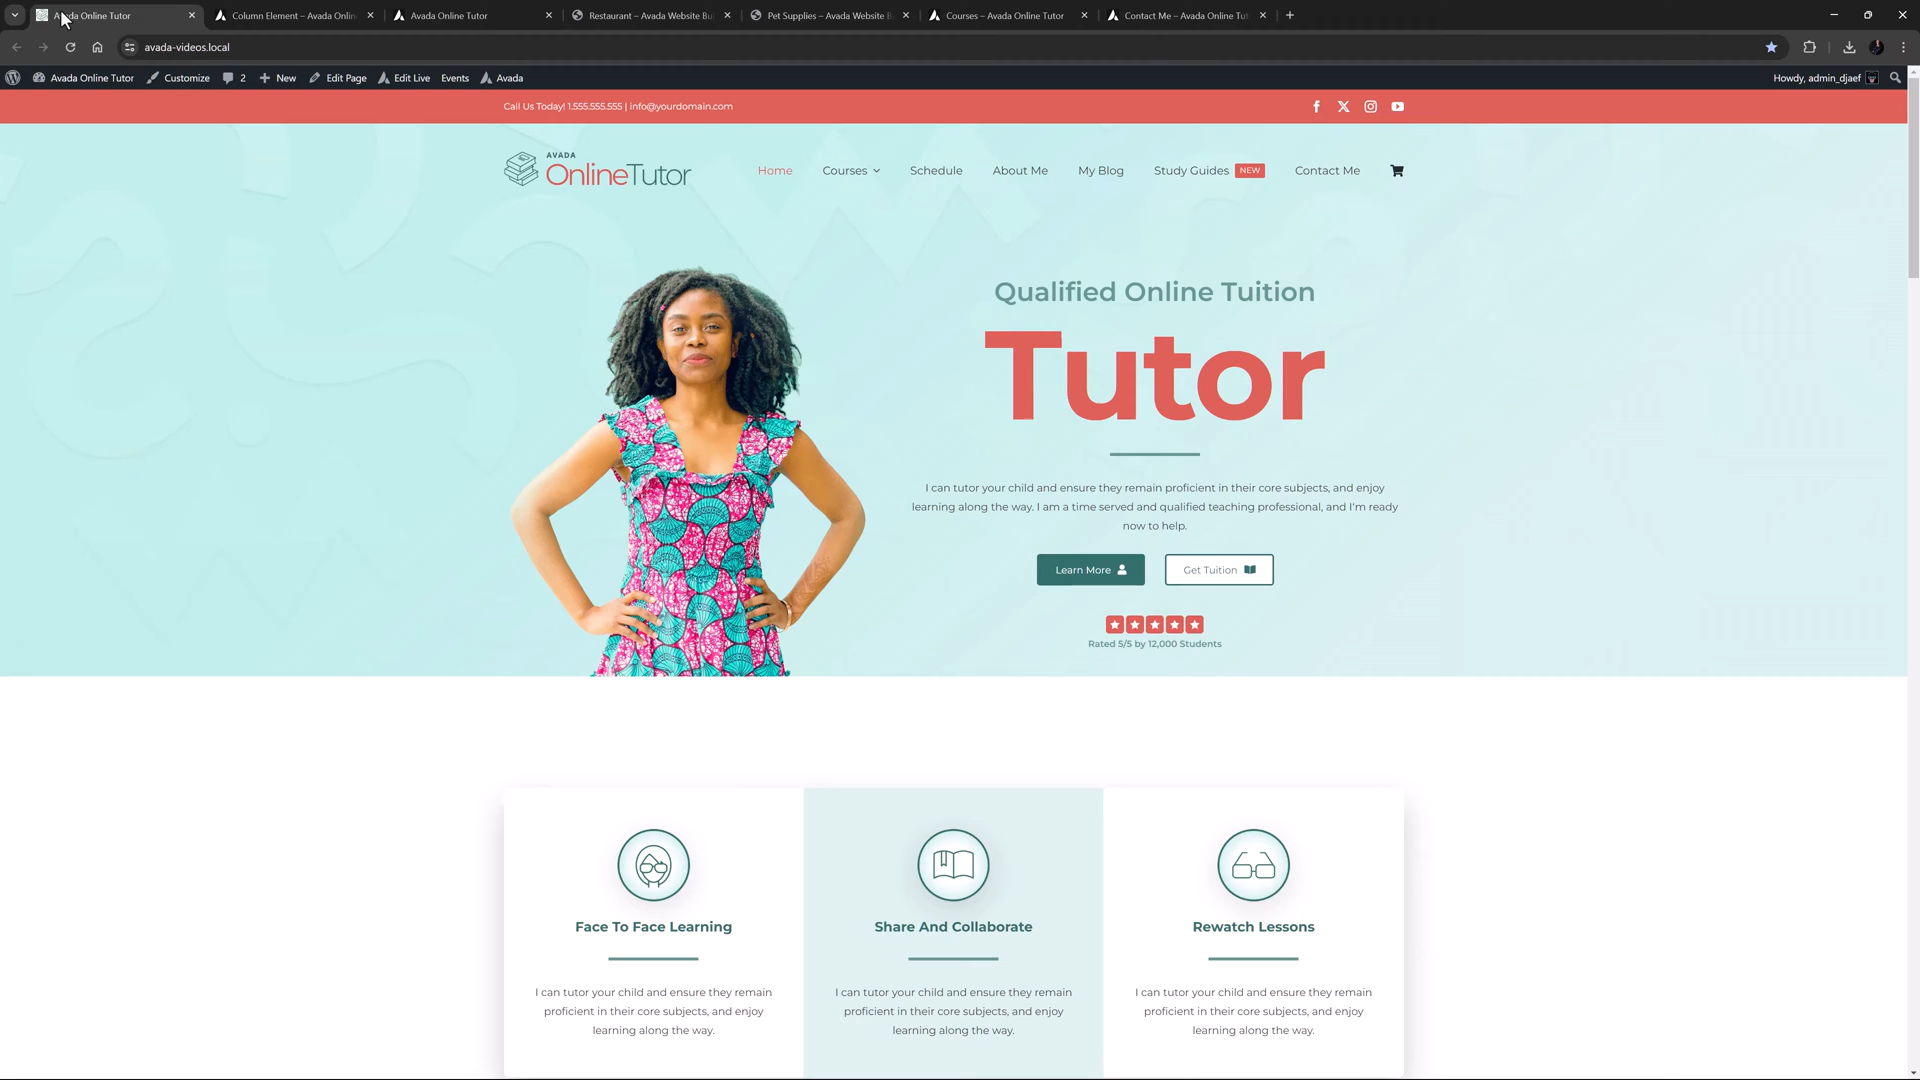 Avada Online Tutor
Column Element – Avada Onlin
Avada Online Tutor
Restaurant – Avada Website Bu
Pet Supplies – Avada Website B
Courses – Avada Online Tutor
Contact Me – Avada Online Tut
avada-videos.local
Avada Online Tutor
Customize
2
New
Edit Page
Edit Live
Events
Avada
Howdy, admin_djaef
Call Us Today! 1.555.555.555 | info@yourdomain.com
AVADA
OnlineTutor
Home
Courses
Schedule
About Me
My Blog
Study Guides
NEW
Contact Me
Qualified Online Tuition
Tutor
I can tutor your child and ensure they remain proficient in their core subjects, and enjoy
learning along the way. I am a time served and qualified teaching professional, and I'm ready
now to help.
Learn More
Get Tuition
Rated 5/5 by 12,000 Students
Face To Face Learning
I can tutor your child and ensure they remain
proficient in their core subjects, and enjoy
learning along the way.
Share And Collaborate
I can tutor your child and ensure they remain
proficient in their core subjects, and enjoy
learning along the way.
Rewatch Lessons
I can tutor your child and ensure they remain
proficient in their core subjects, and enjoy
learning along the way.